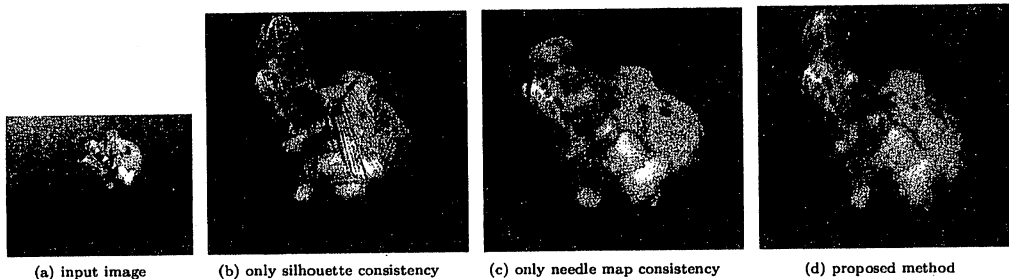 (a) input image
(b) only silhouette consistency
(c) only needle map consistency
(d) proposed method